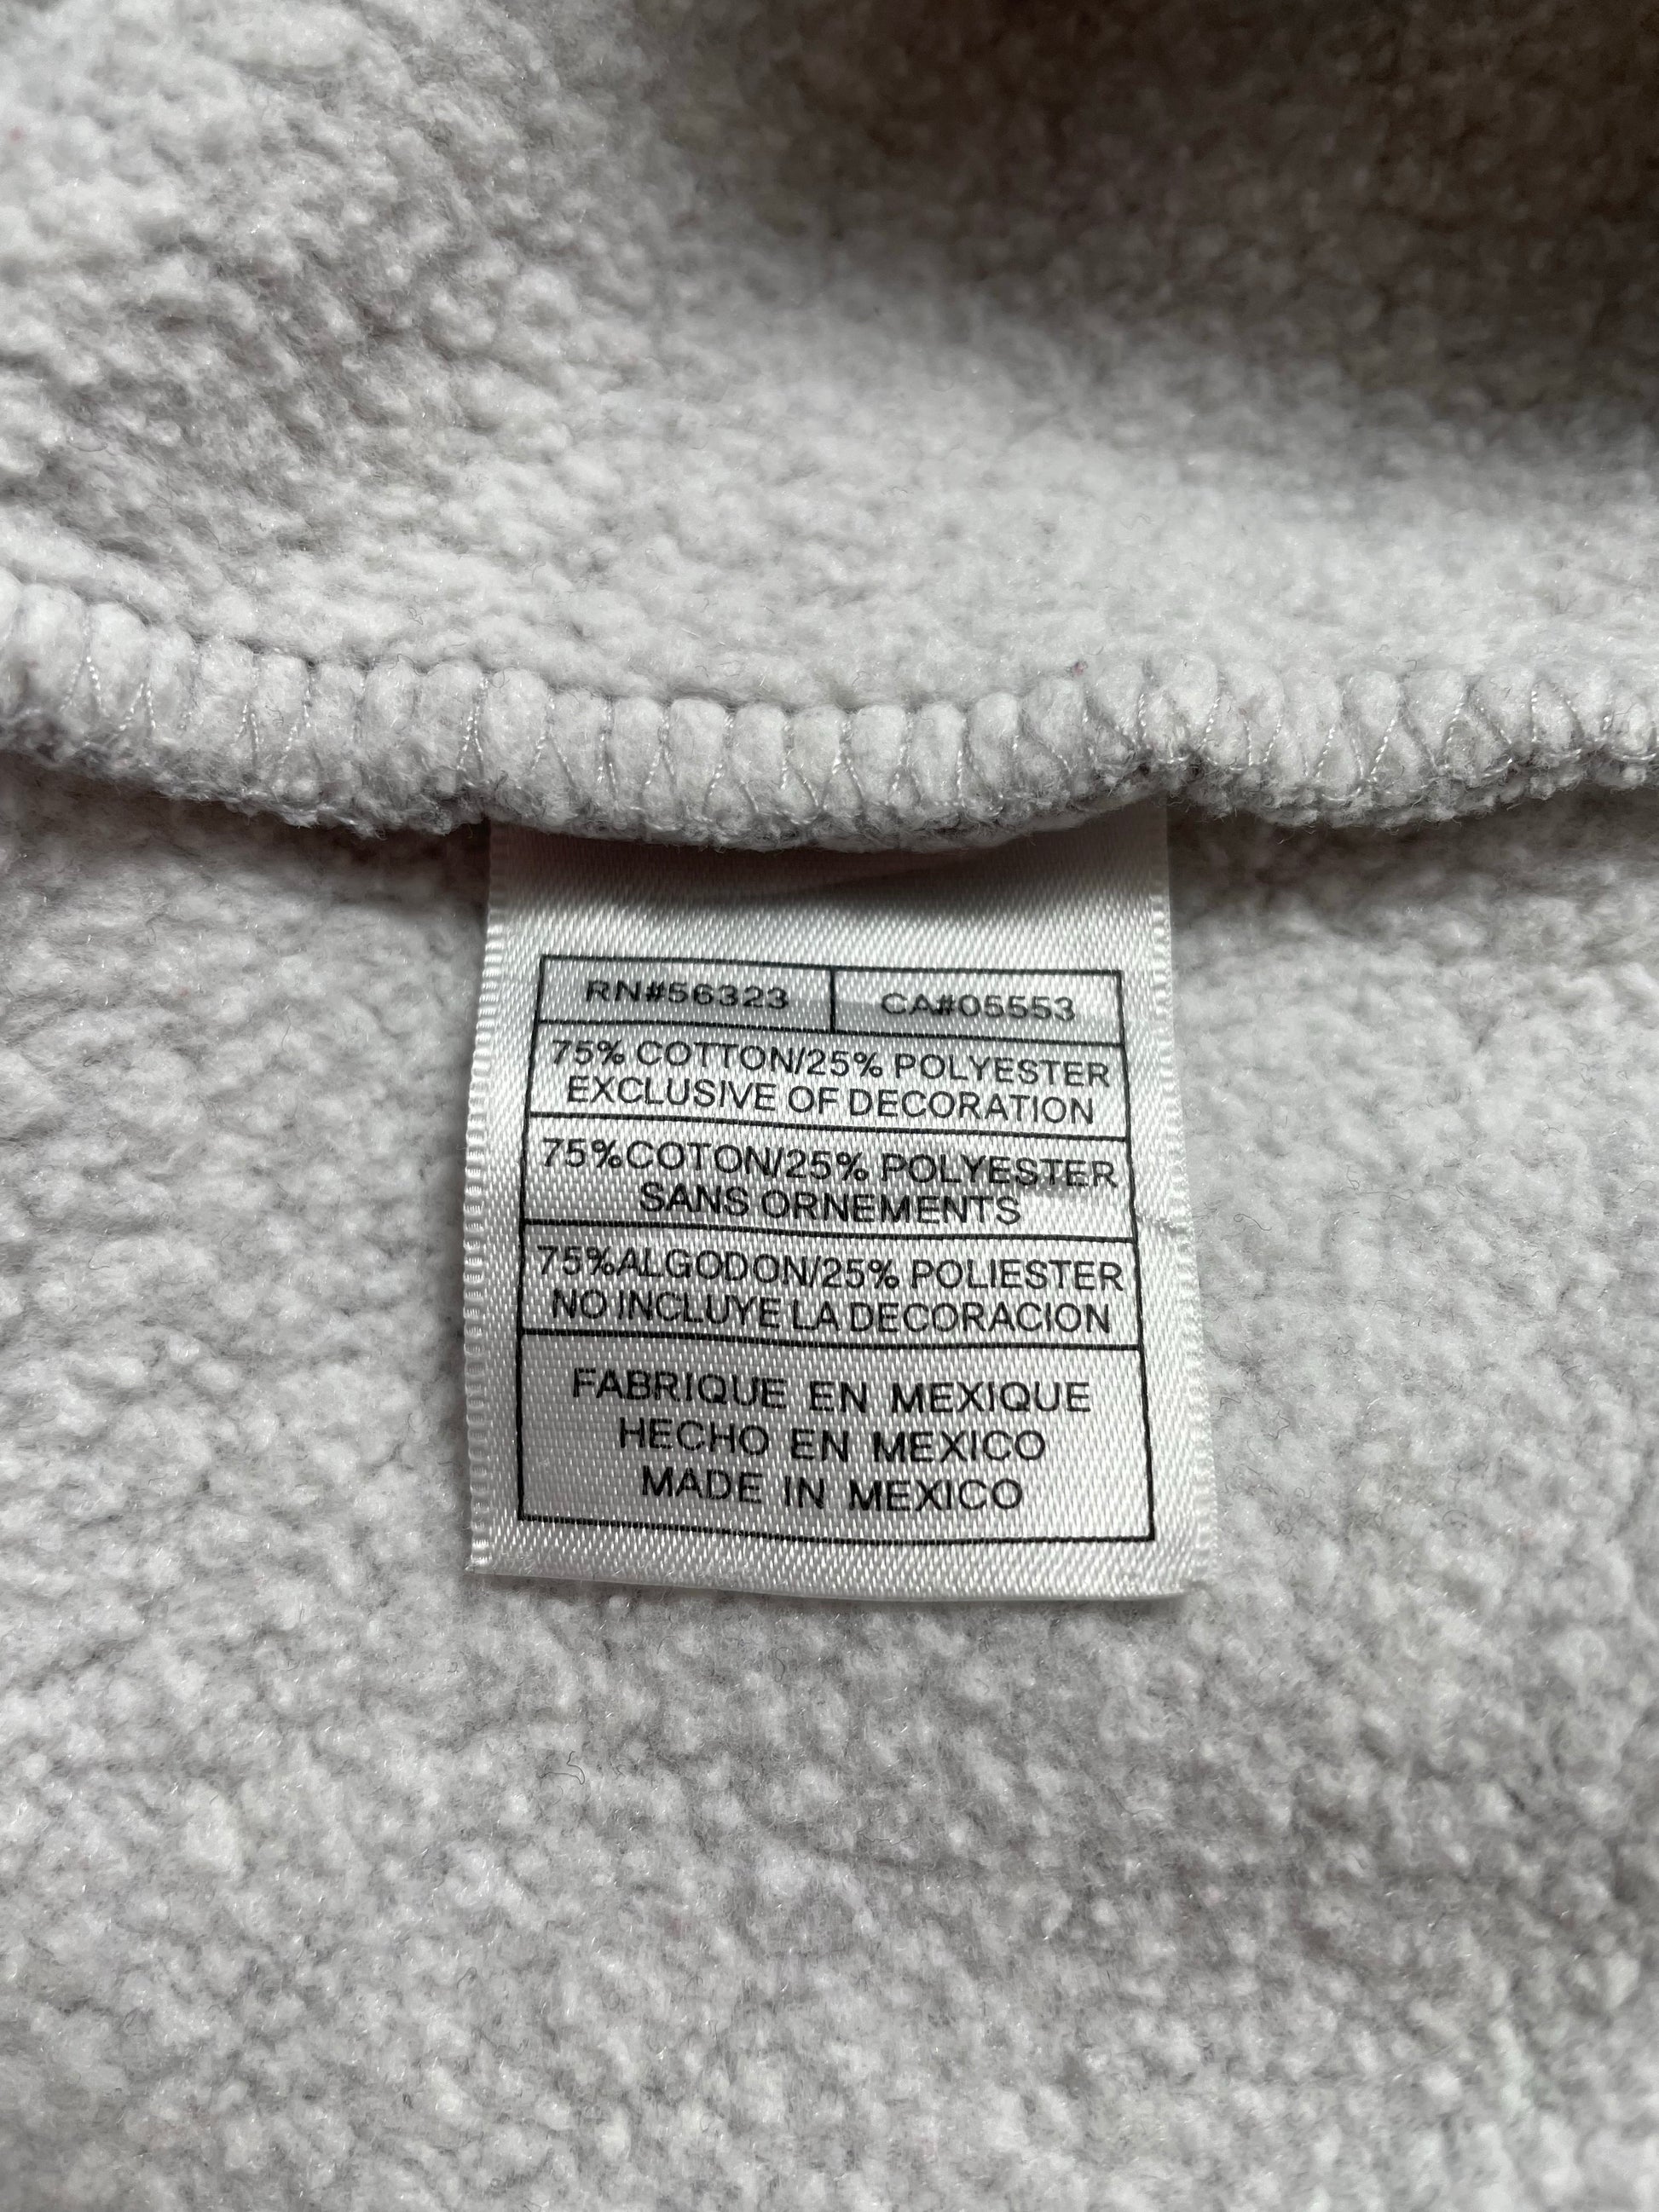 RN#56323 CA#05553
75% COTTON/25% POLYESTER
EXCLUSIVE OF DECORATION
75%COTON/25% POLYESTER
SANS ORNEMENTS
75%ALGODON/25% POLIESTER
NO INCLUYE LA DECORACION
FABRIQUE EN MEXIQUE
HECHO EN MEXICO
MADE IN MEXICO